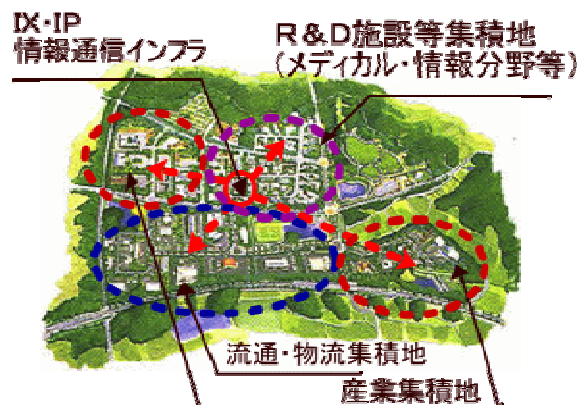 IX・IP
情報通信インフラ
R&D施設等集積地
(メディカル・情報分野等)
流通・物流集積地
産業集積地